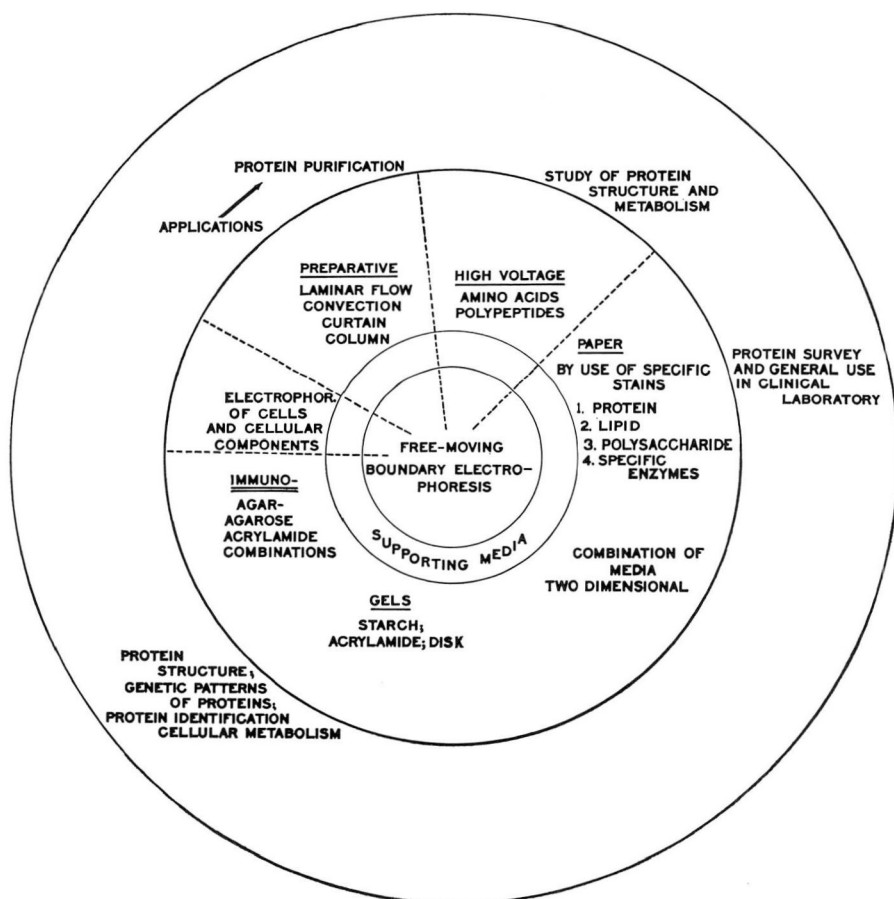 PROTEIN PURIFICATION
APPLICATIONS
STUDY OF PROTEIN
STRUCTURE AND
METABOLISM
PREPARATIVE
LAMINAR FLOW
CONVECTION
CURTAIN
COLUMN
HIGH VOLTAGE
AMINO ACIDS
POLYPEPTIDES
PAPER
BY USE OF SPECIFIC
STAINS
1. PROTEIN
2. LIPID
3. POLYSACCHARIDE
4. SPECIFIC
ENZYMES
PROTEIN SURVEY
AND GENERAL USE
IN CLINICAL
LABORATORY
ELECTROPHOR.
OF CELLS
AND CELLULAR
COMPONENTS
FREE-MOVING
BOUNDARY ELECTRO-
PHORESIS
IMMUNO-
AGAR-
AGAROSE
ACRYLAMIDE
COMBINATIONS
SUPPORTING MEDIA
COMBINATION OF
MEDIA
TWO DIMENSIONAL
GELS
STARCH;
ACRYLAMIDE; DISK
PROTEIN
STRUCTURE;
GENETIC PATTERNS
OF PROTEINS;
PROTEIN IDENTIFICATION
CELLULAR METABOLISM